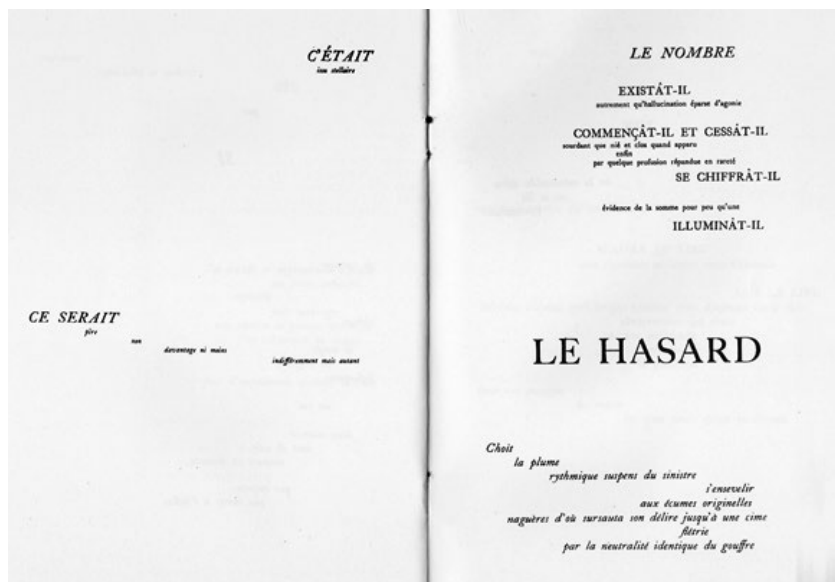 C'ÉTAIT
issu stellaire
CE SERAIT
pire
non
davantage ni moins
indifféremment mais autant
LE NOMBRE
EXISTÂT-IL
autrement qu'hallucination éparse d'agonie
COMMENÇÂT-IL ET CESSÂT-IL
sourdant que nié et clos quand apparu
enfin
par quelque profusion répandue en rareté
SE CHIFFRÂT-IL
évidence de la somme pour peu qu'une
ILLUMINÂT-IL
LE HASARD
Choit
la plume
rythmique suspens du sinistre
s'ensevelir
aux écumes originelles
naguères d'où sursauta son délire jusqu'à une cime
flétrie
par la neutralité identique du gouffre